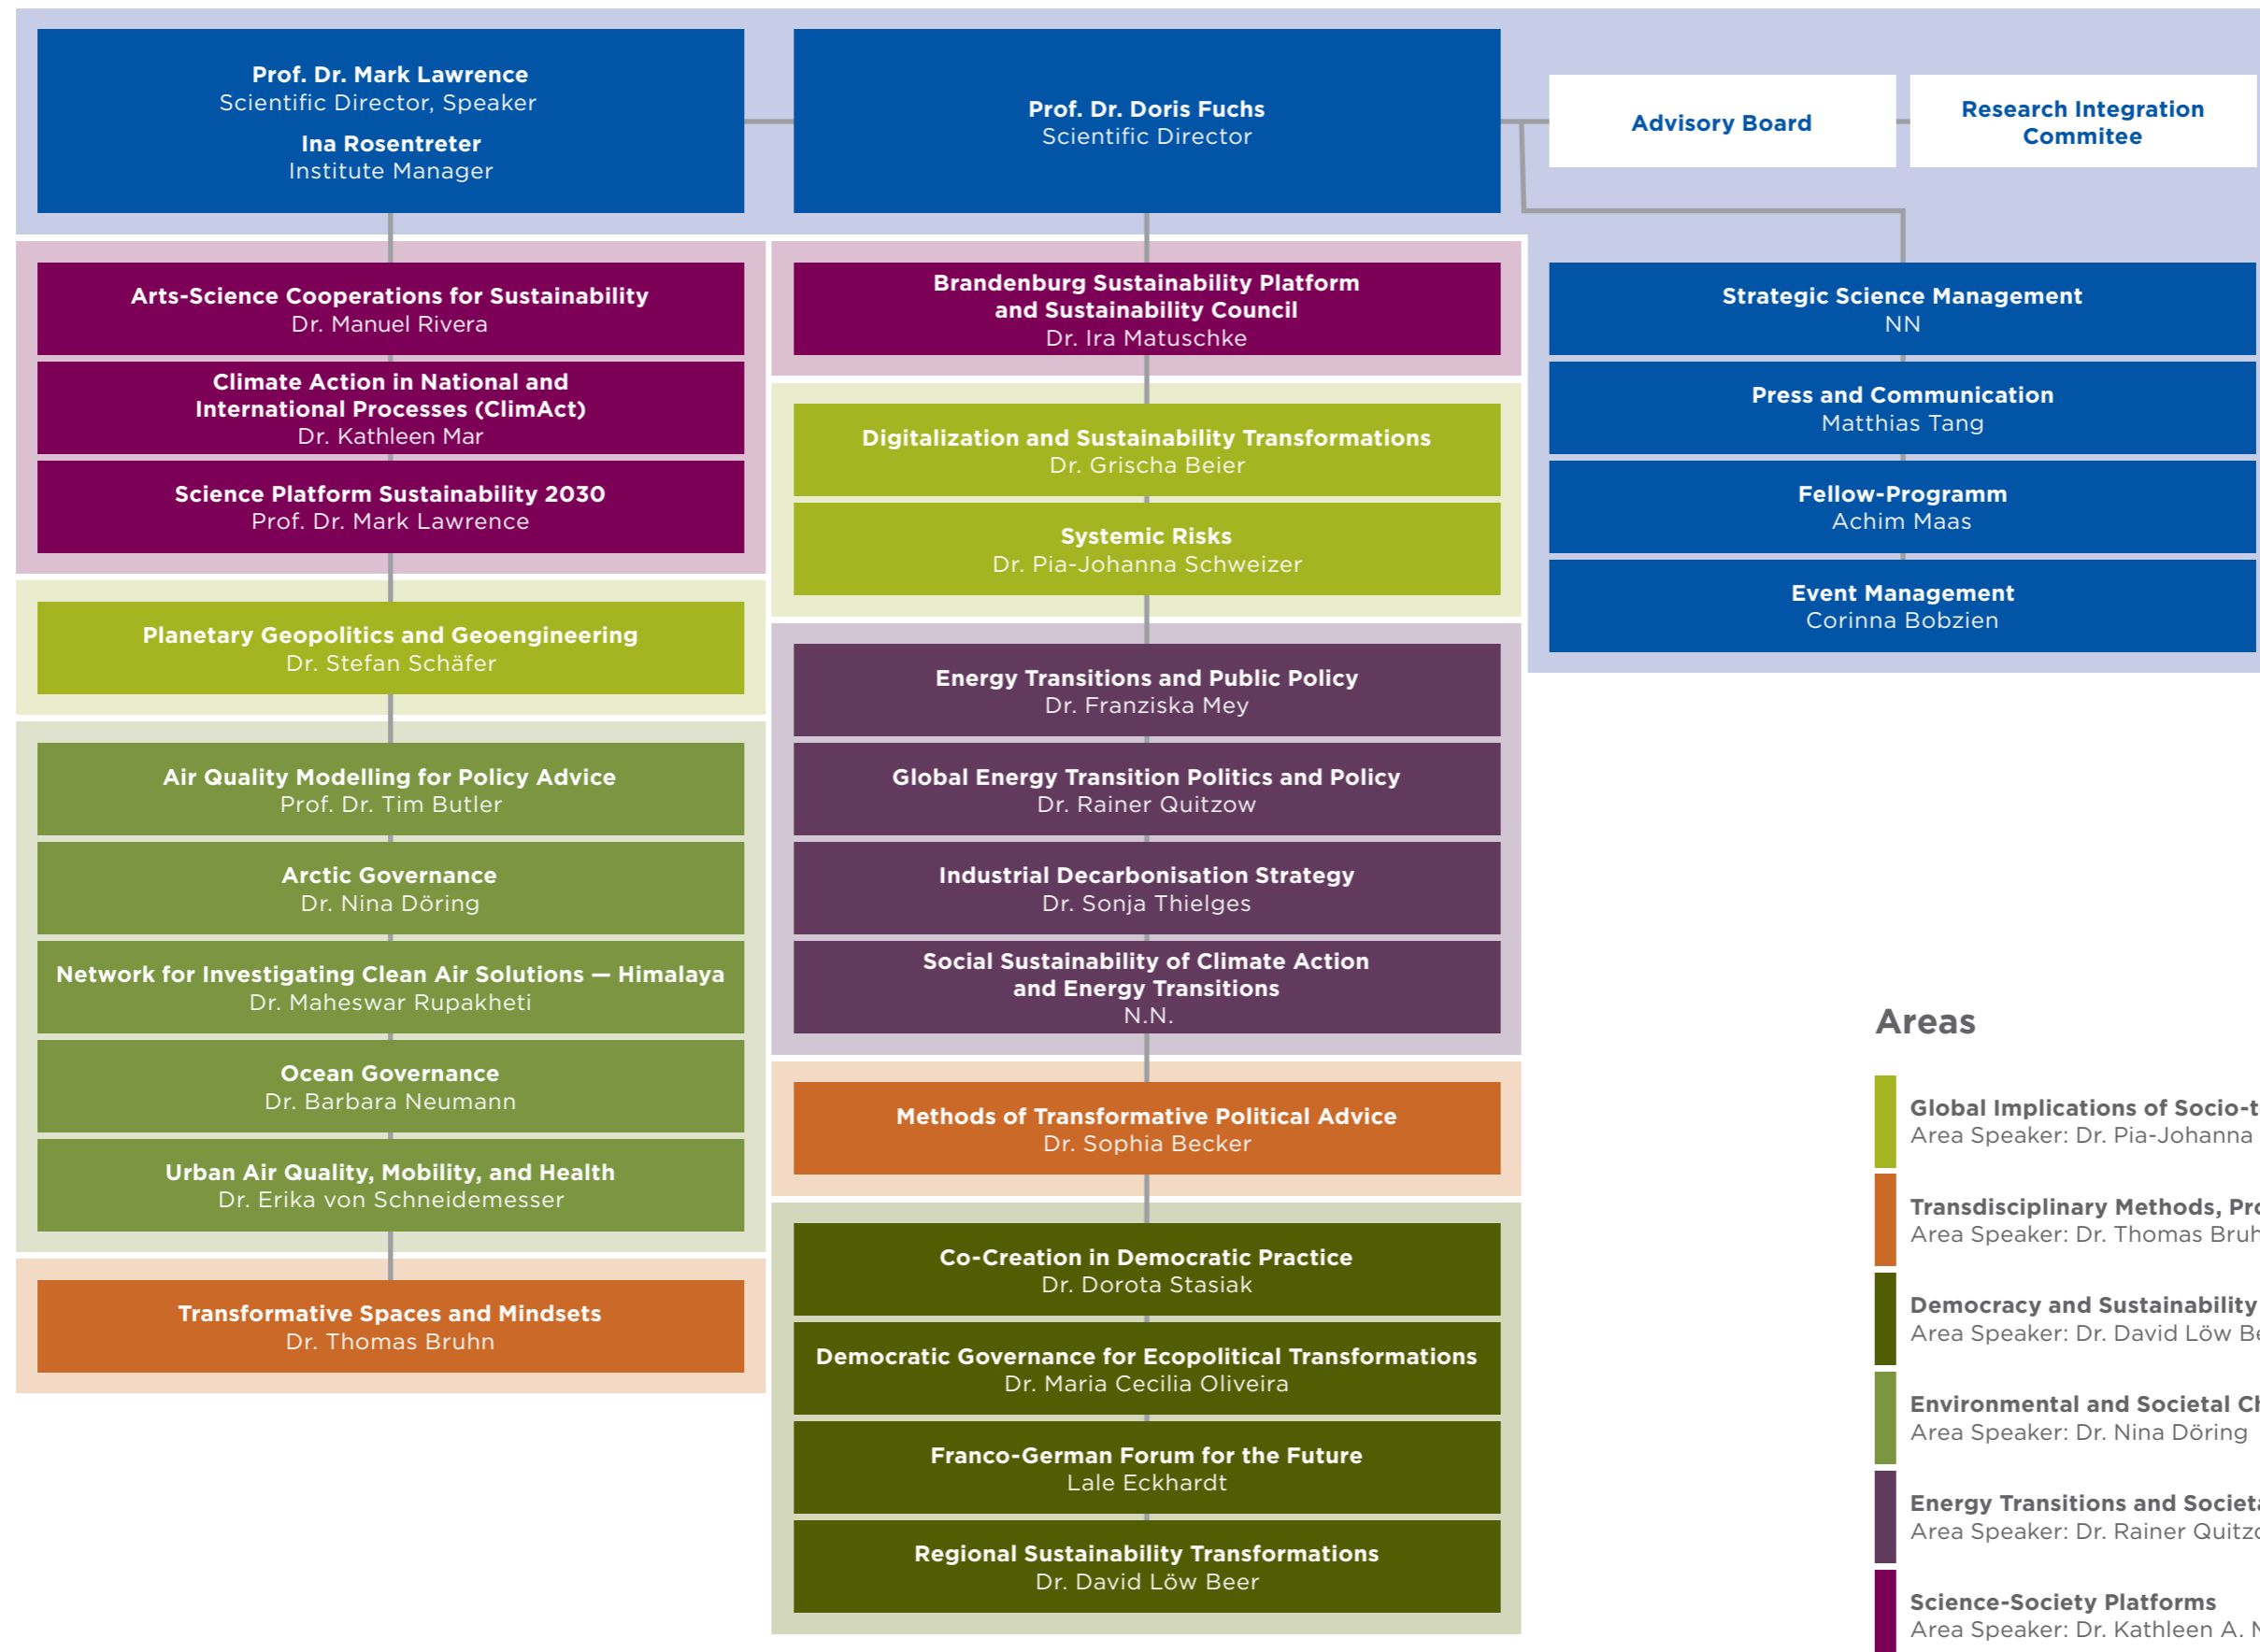 Prof. Dr. Mark Lawrence
Scientific Director, Speaker
Ina Rosentreter
Institute Manager
Prof. Dr. Doris Fuchs
Scientific Director
Advisory Board
Research Integration
Commitee
Arts-Science Cooperations for Sustainability
Dr. Manuel Rivera
Climate Action in National and
International Processes (ClimAct)
Dr. Kathleen Mar
Science Platform Sustainability 2030
Prof. Dr. Mark Lawrence
Planetary Geopolitics and Geoengineering
Dr. Stefan Schäfer
Air Quality Modelling for Policy Advice
Prof. Dr. Tim Butler
Arctic Governance
Dr. Nina Döring
Network for Investigating Clean Air Solutions — Himalaya
Dr. Maheswar Rupakheti
Ocean Governance
Dr. Barbara Neumann
Urban Air Quality, Mobility, and Health
Dr. Erika von Schneidemesser
Transformative Spaces and Mindsets
Dr. Thomas Bruhn
Brandenburg Sustainability Platform
and Sustainability Council
Dr. Ira Matuschke
Digitalization and Sustainability Transformations
Dr. Grischa Beier
Systemic Risks
Dr. Pia-Johanna Schweizer
Energy Transitions and Public Policy
Dr. Franziska Mey
Global Energy Transition Politics and Policy
Dr. Rainer Quitzow
Industrial Decarbonisation Strategy
Dr. Sonja Thielges
Social Sustainability of Climate Action
and Energy Transitions
N.N.
Methods of Transformative Political Advice
Dr. Sophia Becker
Co-Creation in Democratic Practice
Dr. Dorota Stasiak
Democratic Governance for Ecopolitical Transformations
Dr. Maria Cecilia Oliveira
Franco-German Forum for the Future
Lale Eckhardt
Regional Sustainability Transformations
Dr. David Löw Beer
Strategic Science Management
NN
Press and Communication
Matthias Tang
Fellow-Programm
Achim Maas
Event Management
Corinna Bobzien
Areas
Global Implications of
Area Speaker: Dr. Pia-Johanna
Transdisciplinary Methods,
Area Speaker: Dr. Thomas
Democracy and Sustainability
Area Speaker: Dr. David Löw
Environmental and Societal
Area Speaker: Dr. Nina Döring
Energy Transitions and
Area Speaker: Dr. Rainer
Science-Society Platforms
Area Speaker: Dr. Kathleen A.